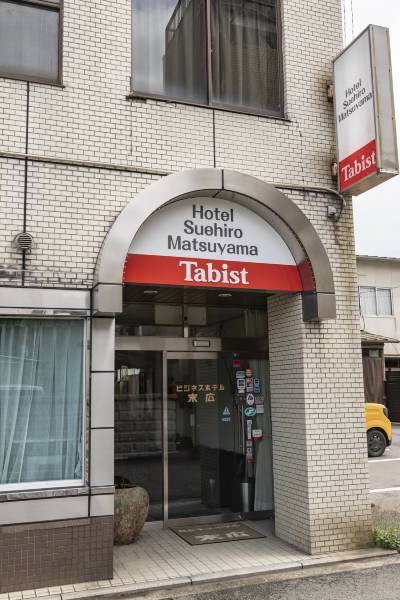 Hotel
Suehiro
Matsuyama
Tabist
Hotel
Suehiro
Matsuyama
Tabist
ビジネスホテル
末広